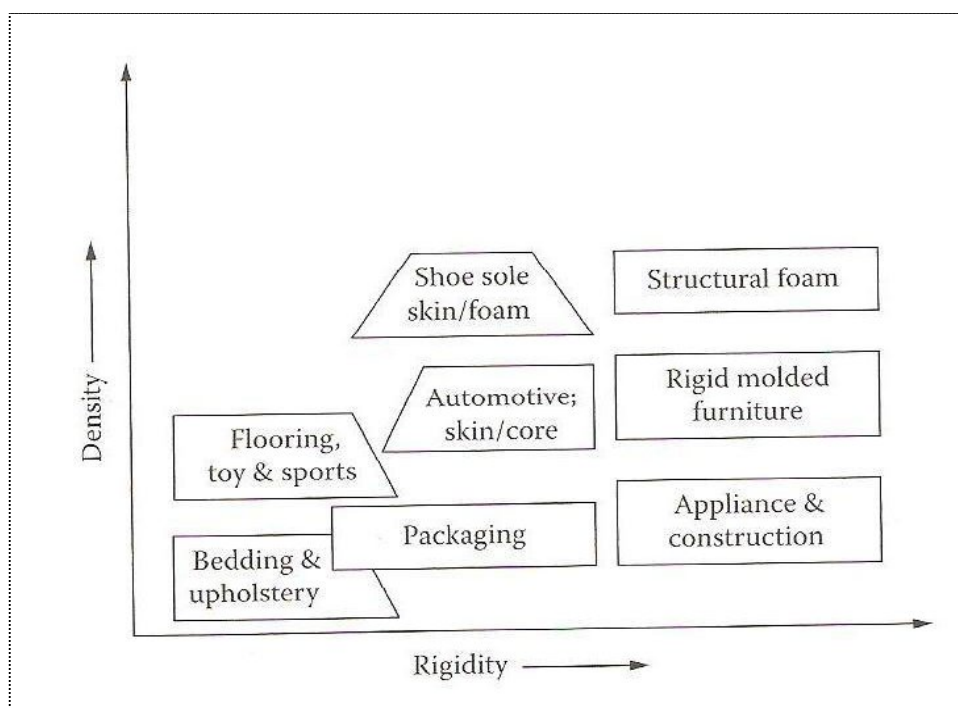 Shoe sole
skin/foam
Structural foam
Automotive;
skin/core
Rigid molded
furniture
Flooring,
toy & sports
Packaging
Appliance &
construction
Bedding &
upholstery
Density
Rigidity